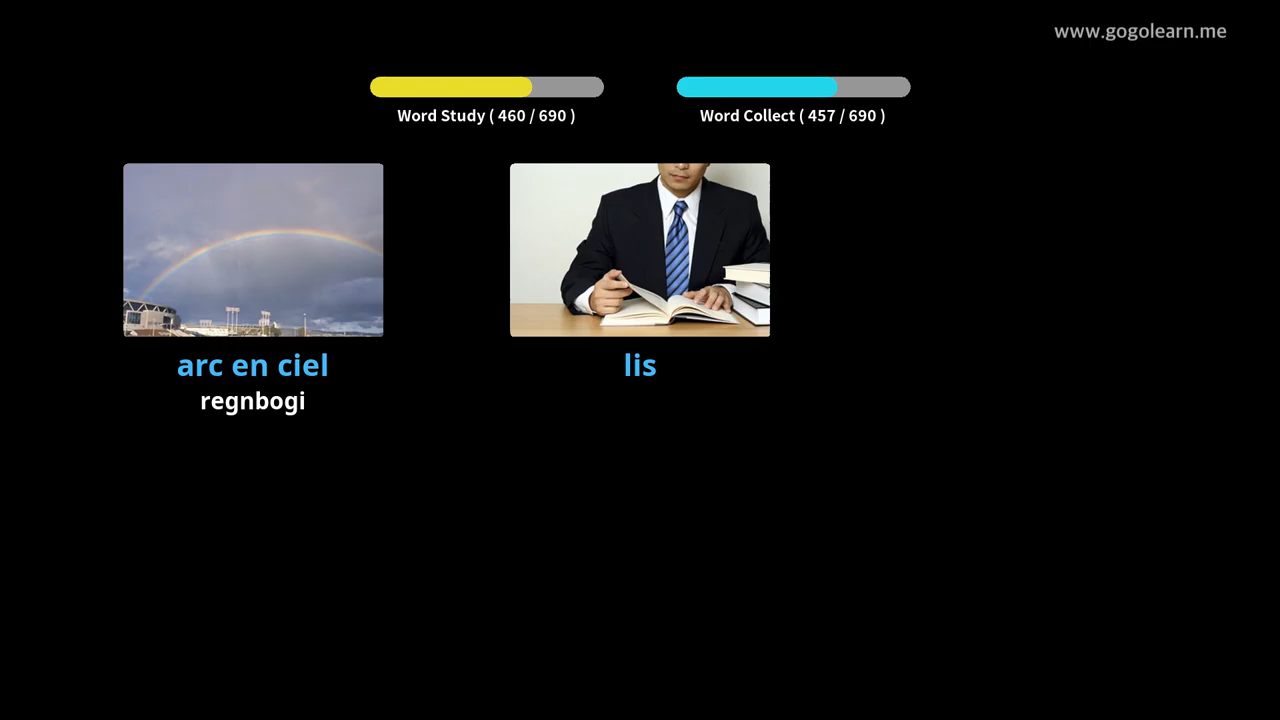 www.gogolearn.me
Word Study ( 460 / 690 )
Word Collect ( 457 / 690 )
arc en ciel
regnbogi
lis